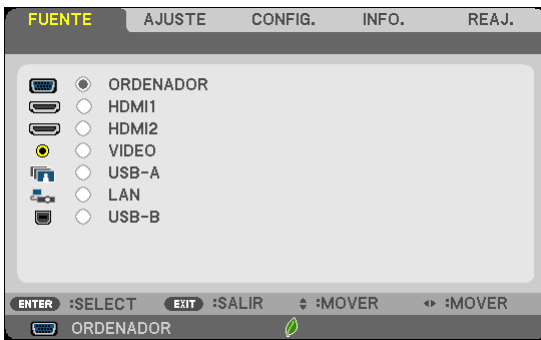 FUENTE AJUSTE CONFIG. INFO. REAJ.
ORDENADOR
HDMI1
HDMI2
VIDEO
USB-A
LAN
USB-B
ENTER :SELECT EXIT :SALIR :MOVER :MOVER
ORDENADOR